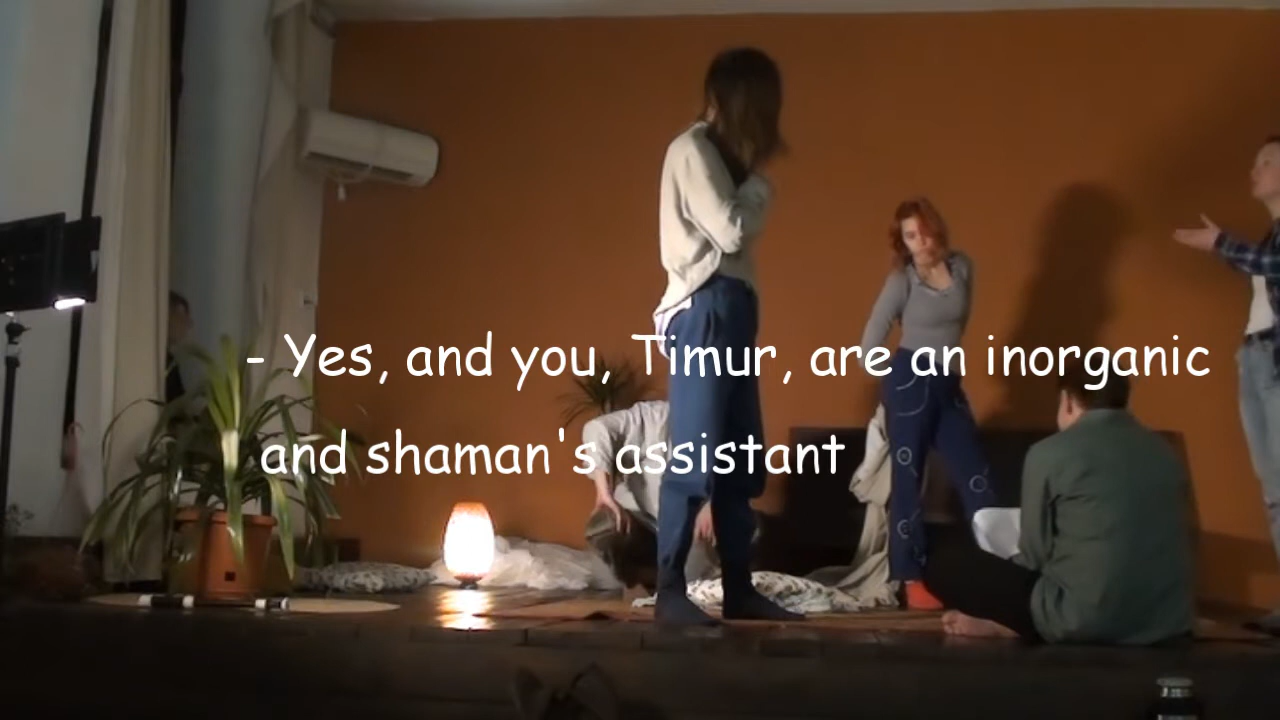 - Yes, and you, Timur, are an inorganic
and shaman's assistant